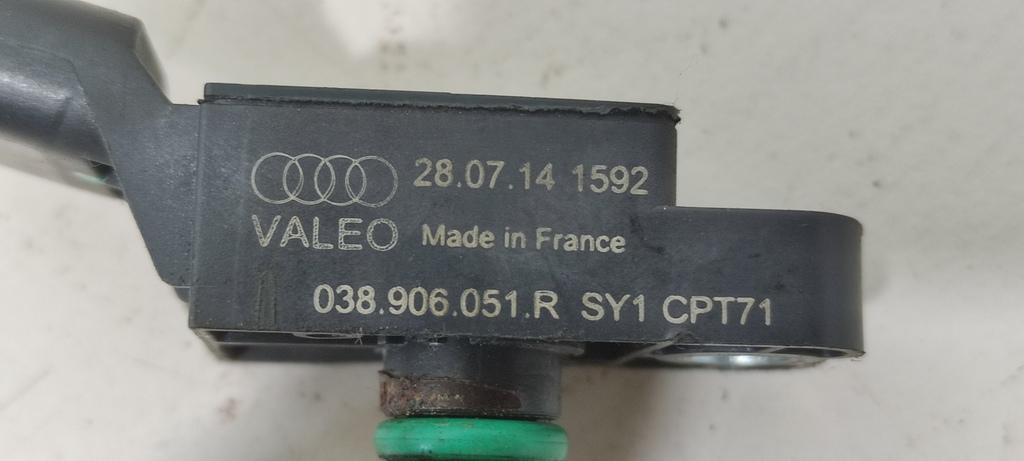 28.07.14 1592
VALEO Made in France
038.906.051.R SY1 CPT71